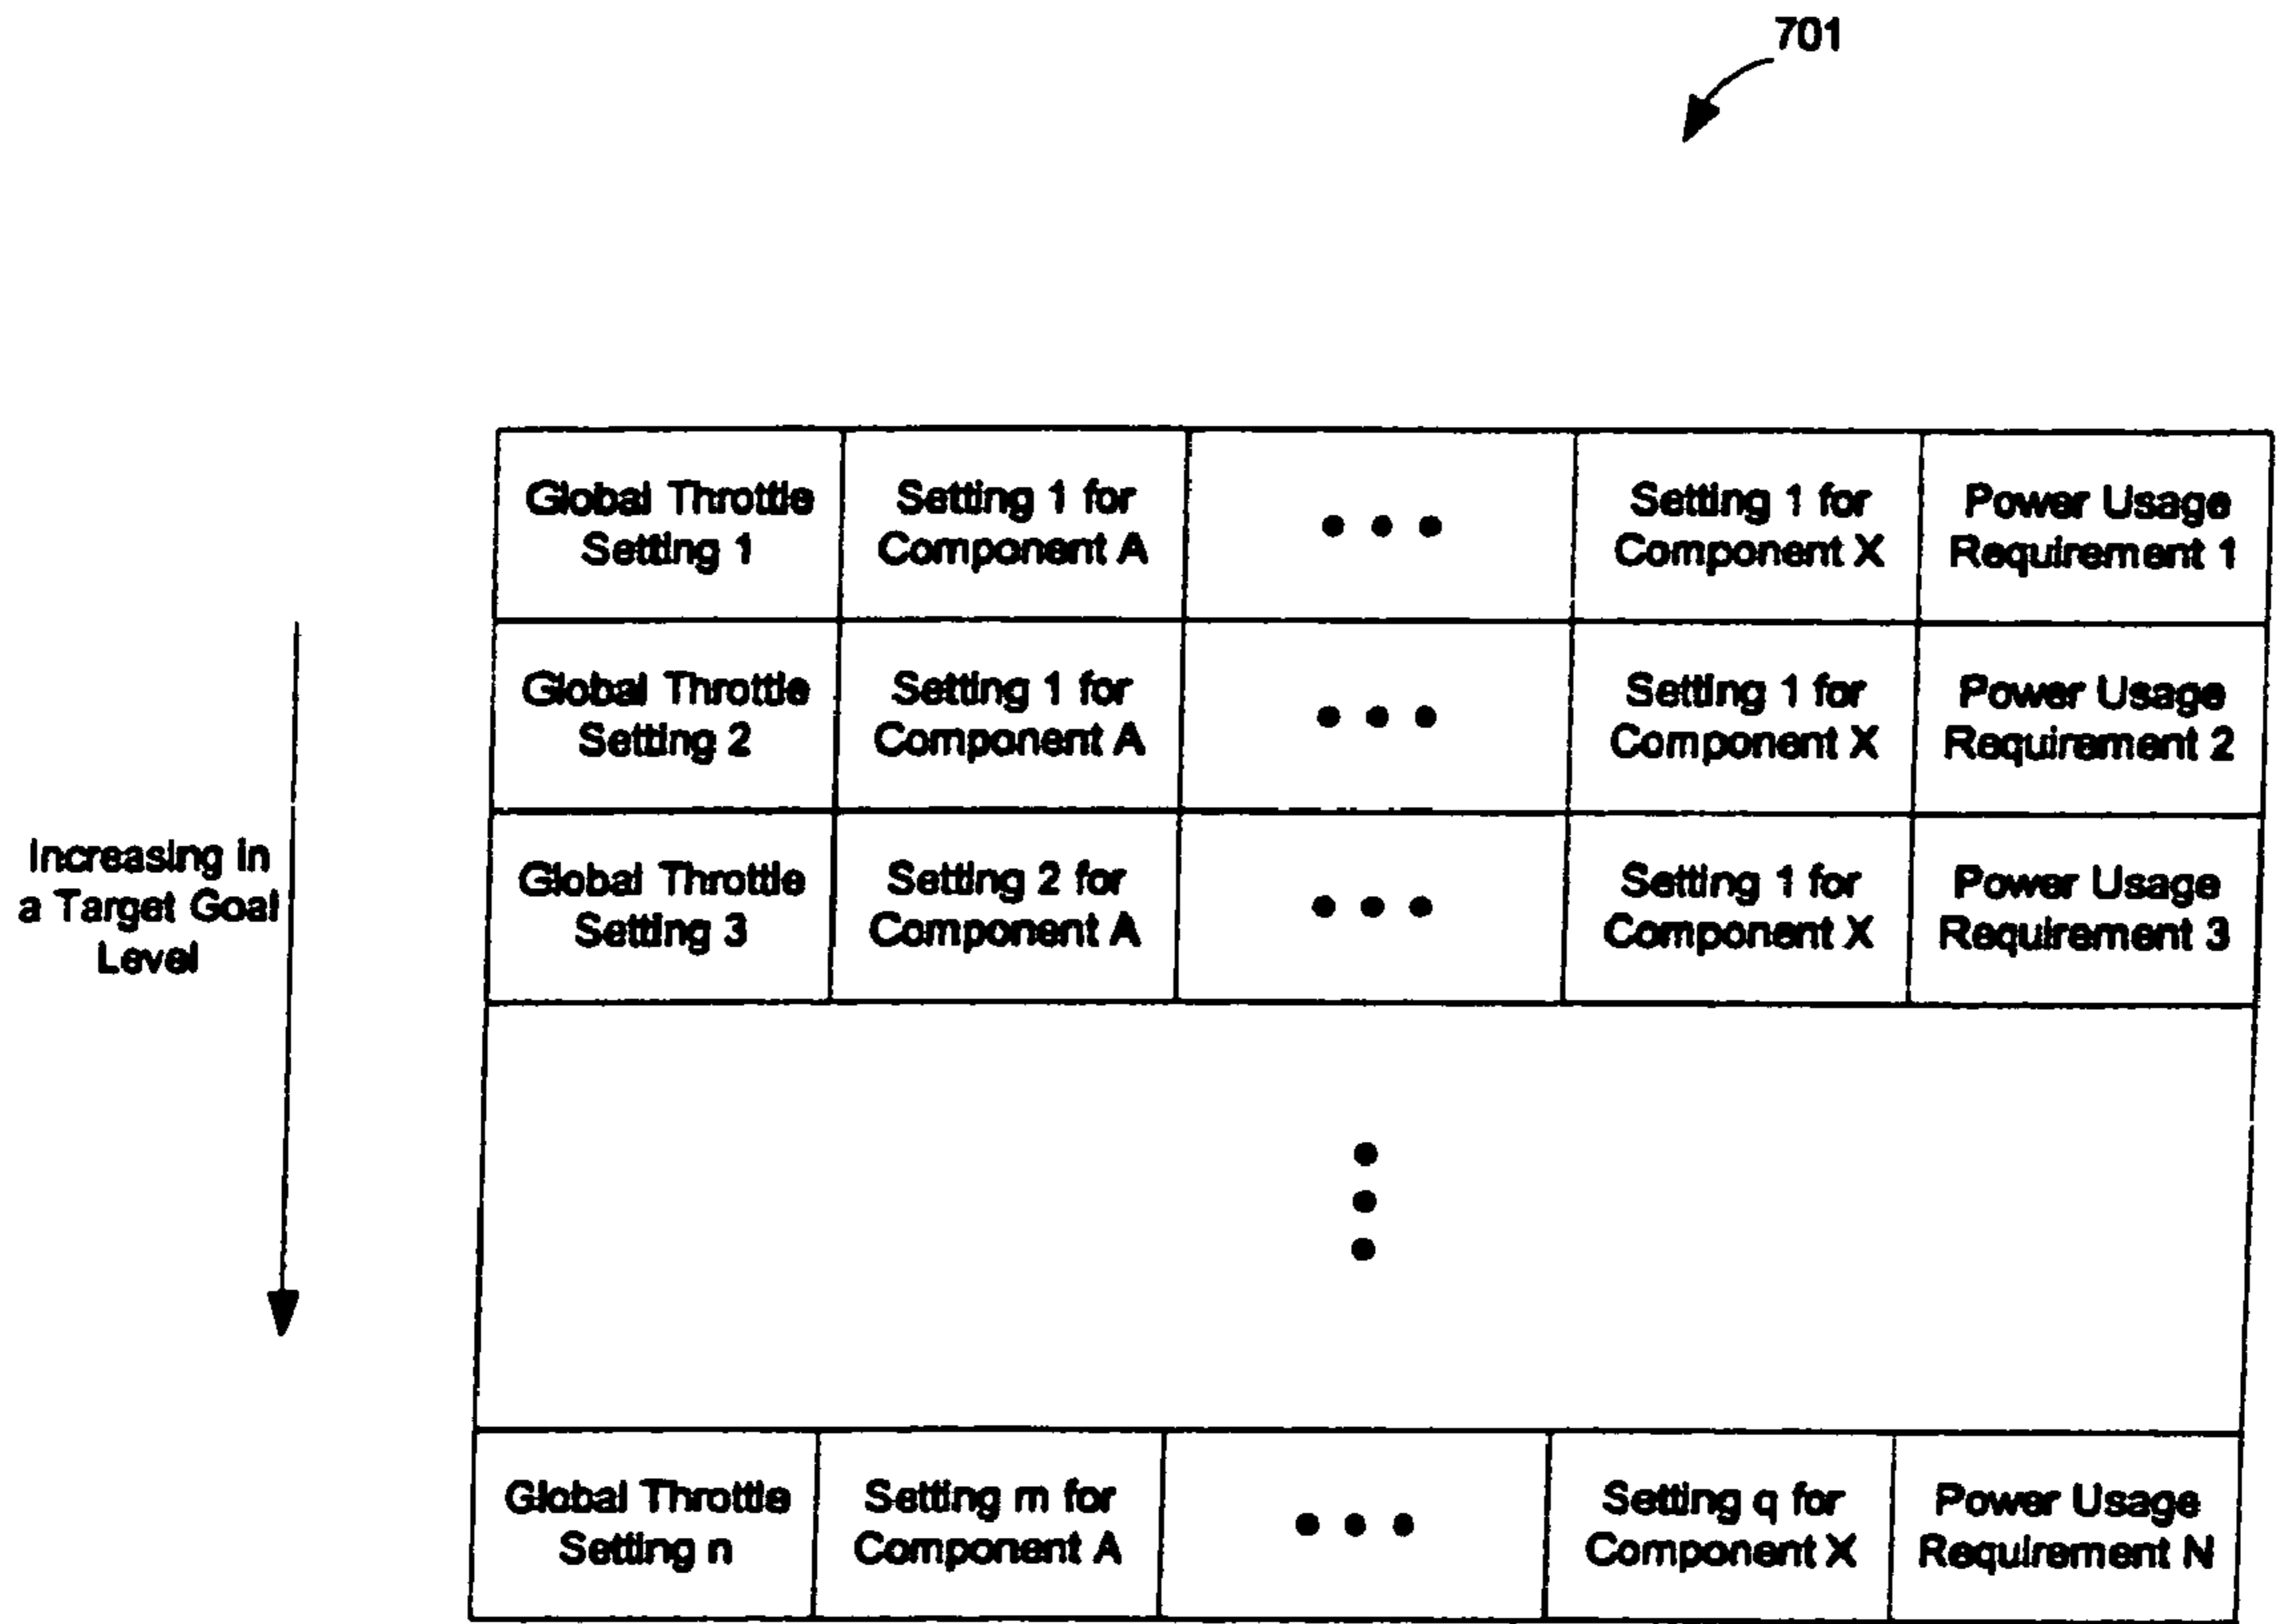 701
Global Throttle
Setting 1
Setting 1 for
Component A
Setting 1 for
Component X
Power Usage
Requirement 1
Global Throttle
Setting 2
Setting 1 for
Component A
Setting 1 for
Component X
Power Usage
Requirement 2
Increasing in
a Target Goal
Level
Global Throttle
Setting 3
Setting 2 for
Component A
Setting 1 for
Component X
Power Usage
Requirement 3
Global Throttle
Setting n
Setting m for
Component A
Setting q for
Component X
Power Usage
Requirement N